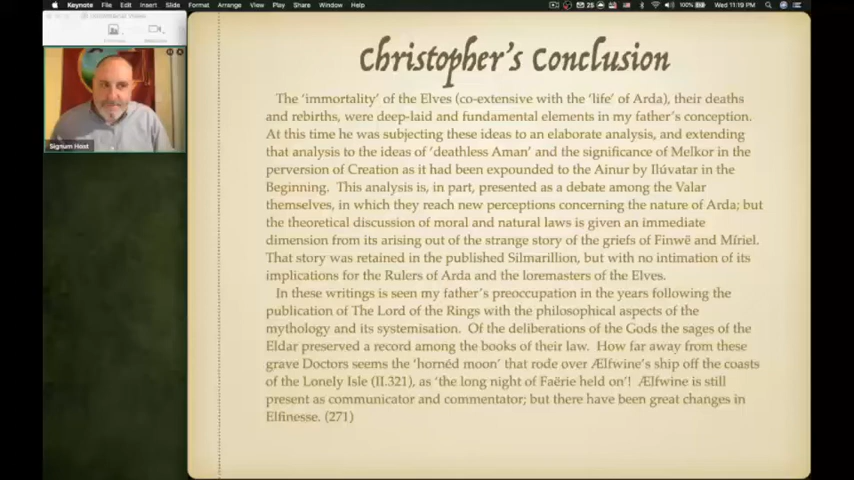 Keynote File Edit Insert Slide Format Arrange View Play Share Window Help
100% Wed 11:19 PM
Signum Host
Christopher's Conclusion
The 'immortality' of the Elves (co-extensive with the 'life' of Arda), their deaths
and rebirths, were deep-laid and fundamental elements in my father's conception.
At this time he was subjecting these ideas to an elaborate analysis, and extending
that analysis to the ideas of 'deathless Aman' and the significance of Melkor in the
perversion of Creation as it had been expounded to the Ainur by Ilúvatar in the
Beginning. This analysis is, in part, presented as a debate among the Valar
themselves, in which they reach new perceptions concerning the nature of Arda; but
the theoretical discussion of moral and natural laws is given an immediate
dimension from its arising out of the strange story of the griefs of Finwë and Míriel.
That story was retained in the published Silmarillion, but with no intimation of its
implications for the Rulers of Arda and the loremasters of the Elves.
In these writings is seen my father's preoccupation in the years following the
publication of The Lord of the Rings with the philosophical aspects of the
mythology and its systemisation. Of the deliberations of the Gods the sages of the
Eldar preserved a record among the books of their law. How far away from these
grave Doctors seems the 'hornéd moon' that rode over Ælfwine's ship off the coasts
of the Lonely Isle (II.321), as 'the long night of Faërie held on'! Ælfwine is still
present as communicator and commentator; but there have been great changes in
Elfinesse. (271)